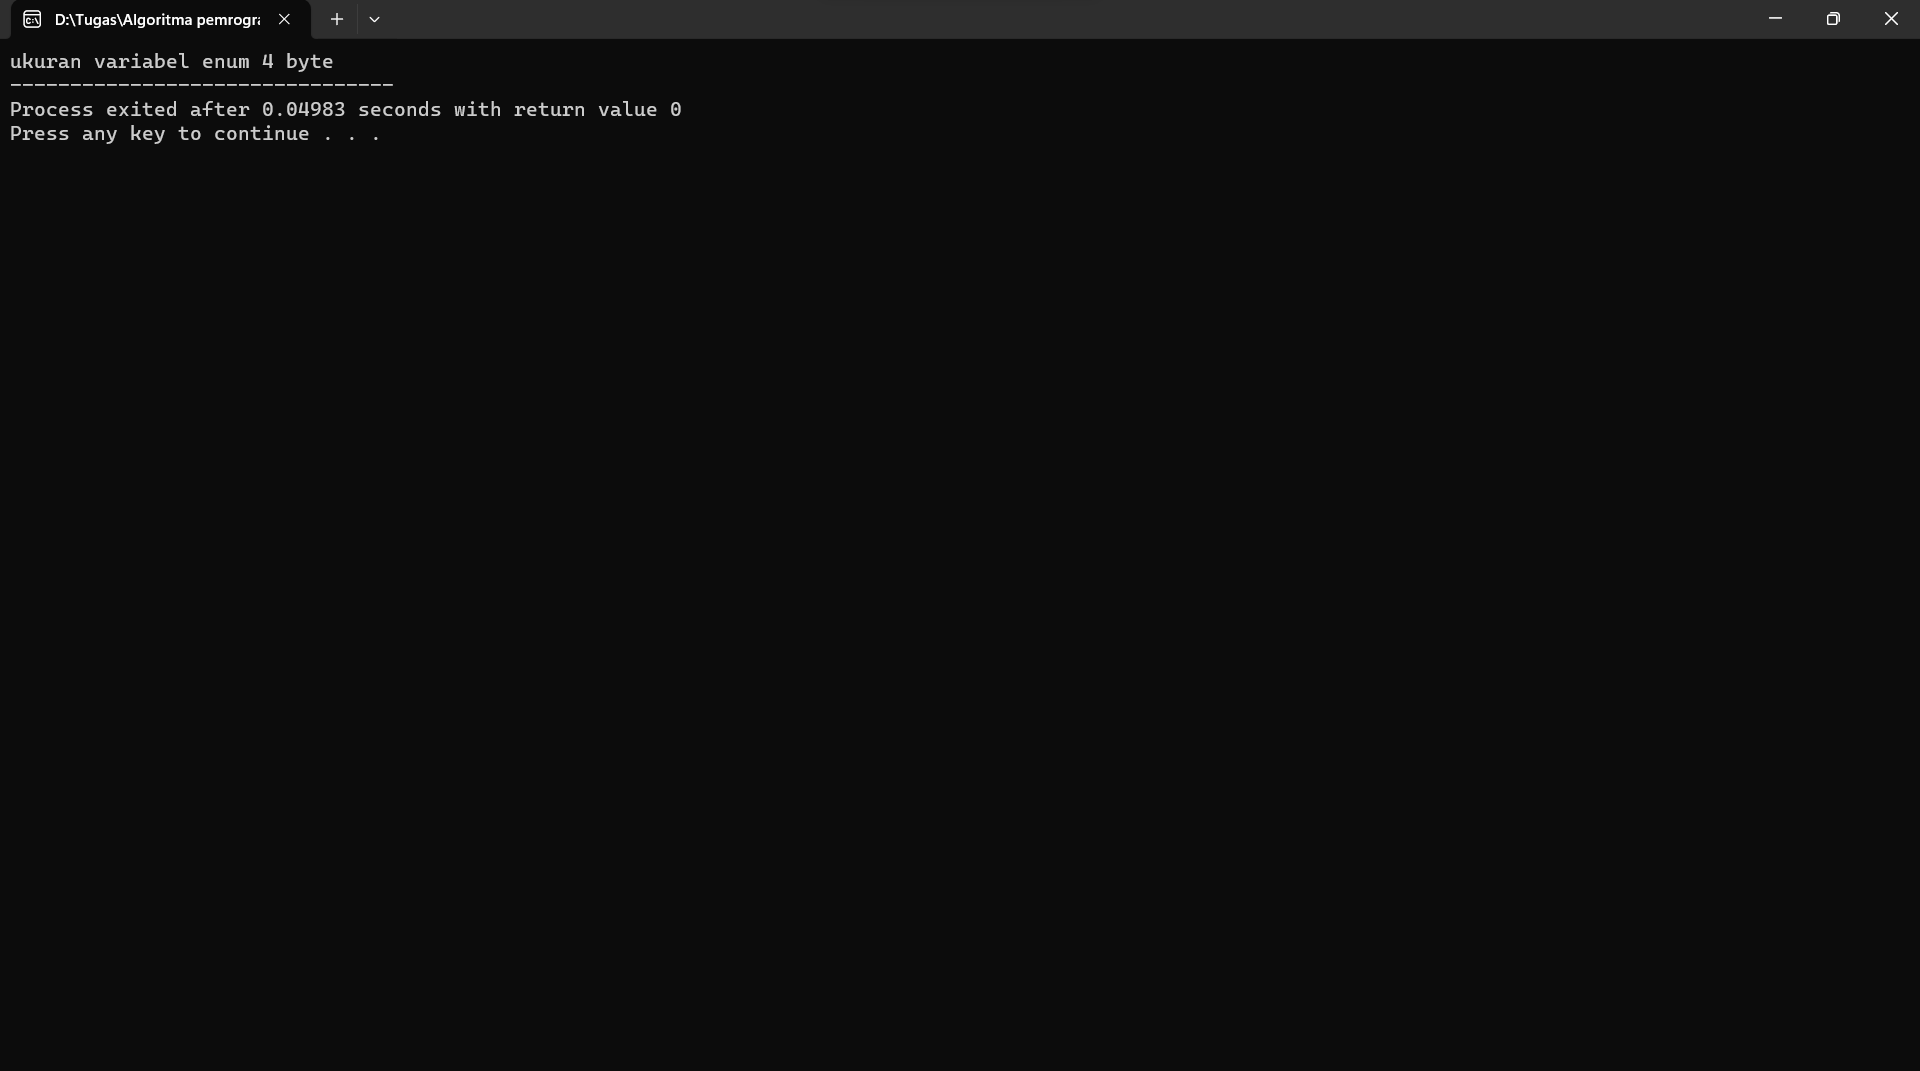 D:\Tugas\Algoritma pemrogra
ukuran variabel enum 4 byte
--------------------------------
Process exited after 0.04983 seconds with return value 0
Press any key to continue . . .